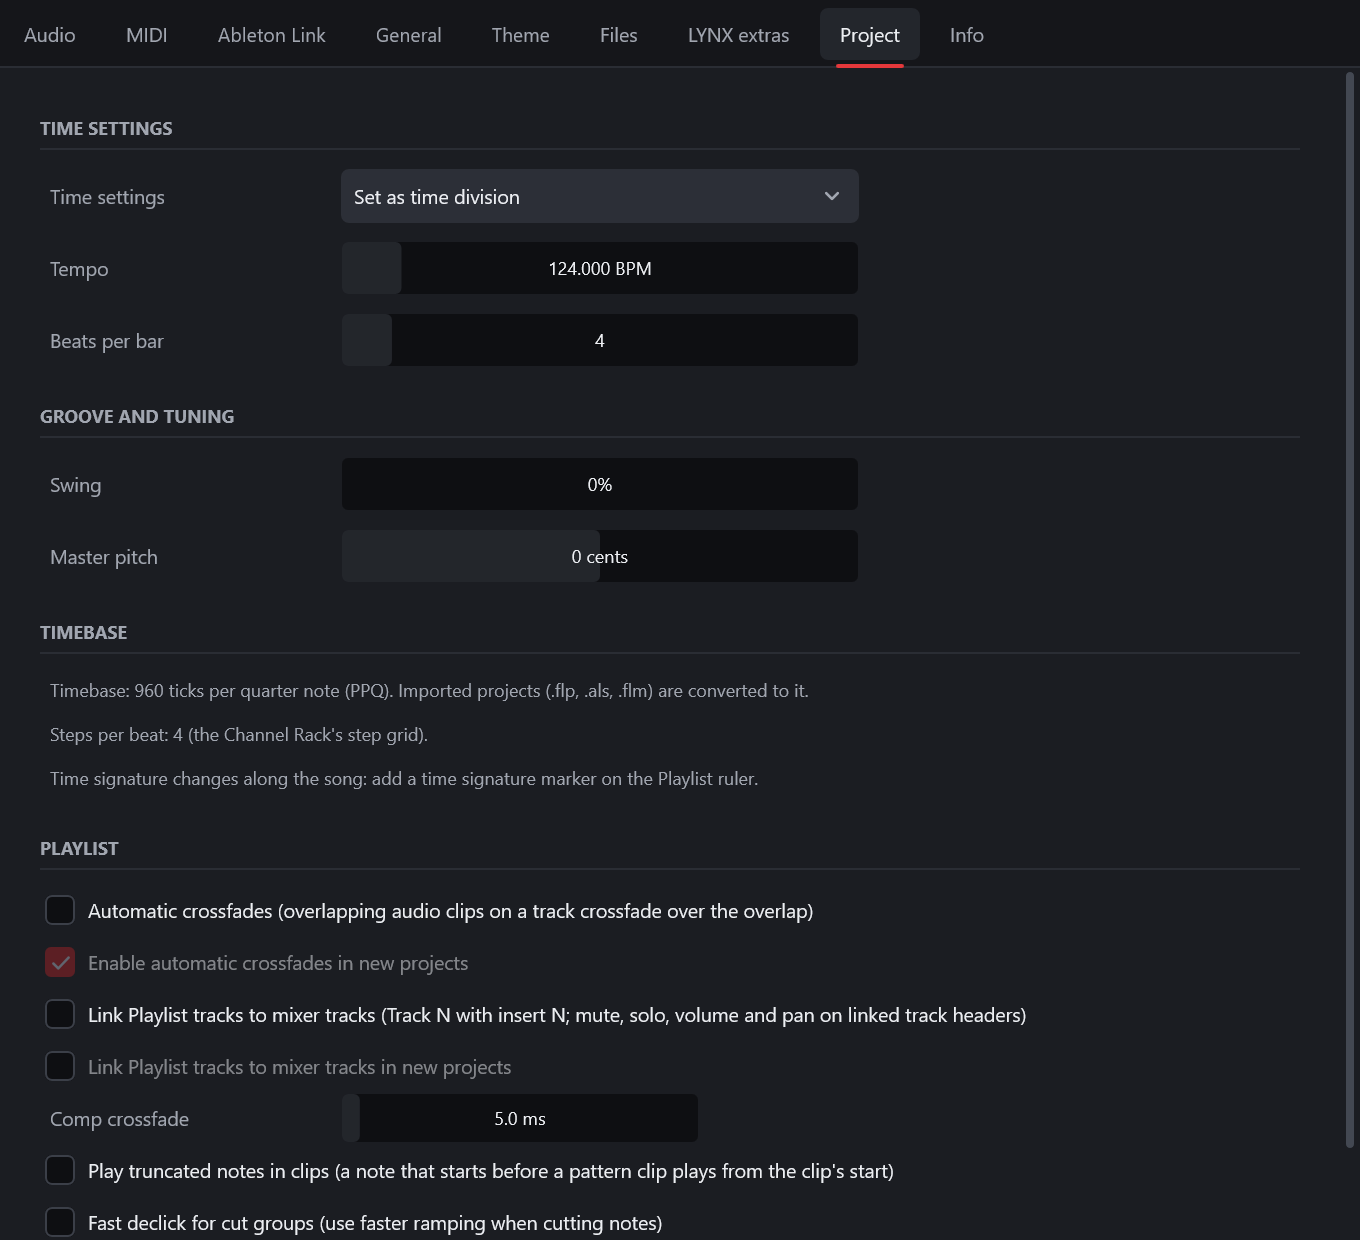 Audio MIDI Ableton Link General Theme Files LYNX extras Project Info
TIME SETTINGS
Time settings Set as time division
Tempo 124.000 BPM
Beats per bar 4
GROOVE AND TUNING
Swing 0%
Master pitch 0 cents
TIMEBASE
Timebase: 960 ticks per quarter note (PPQ). Imported projects (.flp, .als, .flm) are converted to it.
Steps per beat: 4 (the Channel Rack's step grid).
Time signature changes along the song: add a time signature marker on the Playlist ruler.
PLAYLIST
Automatic crossfades (overlapping audio clips on a track crossfade over the overlap)
Enable automatic crossfades in new projects
Link Playlist tracks to mixer tracks (Track N with insert N; mute, solo, volume and pan on linked track headers)
Link Playlist tracks to mixer tracks in new projects
Comp crossfade 5.0 ms
Play truncated notes in clips (a note that starts before a pattern clip plays from the clip's start)
Fast declick for cut groups (use faster ramping when cutting notes)